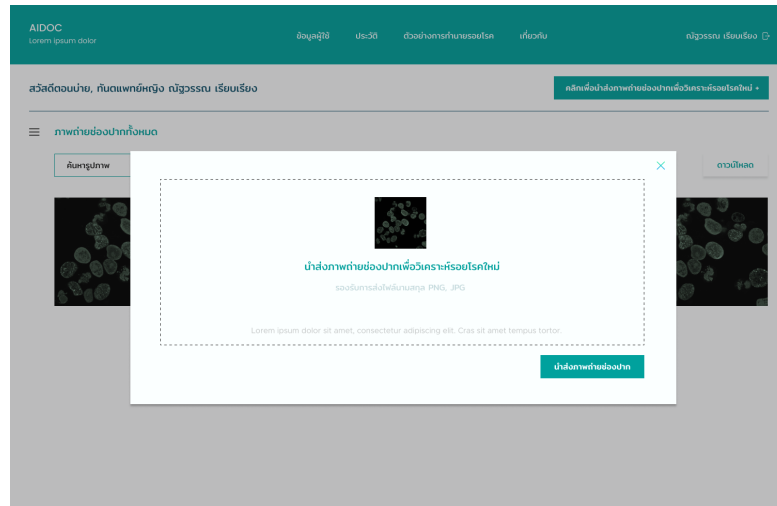 AIDOC
Lorem ipsum dolor
ข้อมูลผู้ใช้ ประวัติ ตัวอย่างการทำนายรอยโรค เกี่ยวกับ
ณัฐวรรณ เรียบเรียง
สวัสดีตอนบ่าย, ทันตแพทย์หญิง ณัฐวรรณ เรียบเรียง
คลิกเพื่อนำส่งภาพถ่ายช่องปากเพื่อวิเคราะห์รอยโรคใหม่ +
ภาพถ่ายช่องปากทั้งหมด
ค้นหารูปภาพ
ดาวน์โหลด
นำส่งภาพถ่ายช่องปากเพื่อวิเคราะห์รอยโรคใหม่
รองรับการส่งไฟล์นามสกุล PNG, JPG
Lorem ipsum dolor sit amet, consectetur adipiscing elit. Cras sit amet tempus tortor.
นำส่งภาพถ่ายช่องปาก